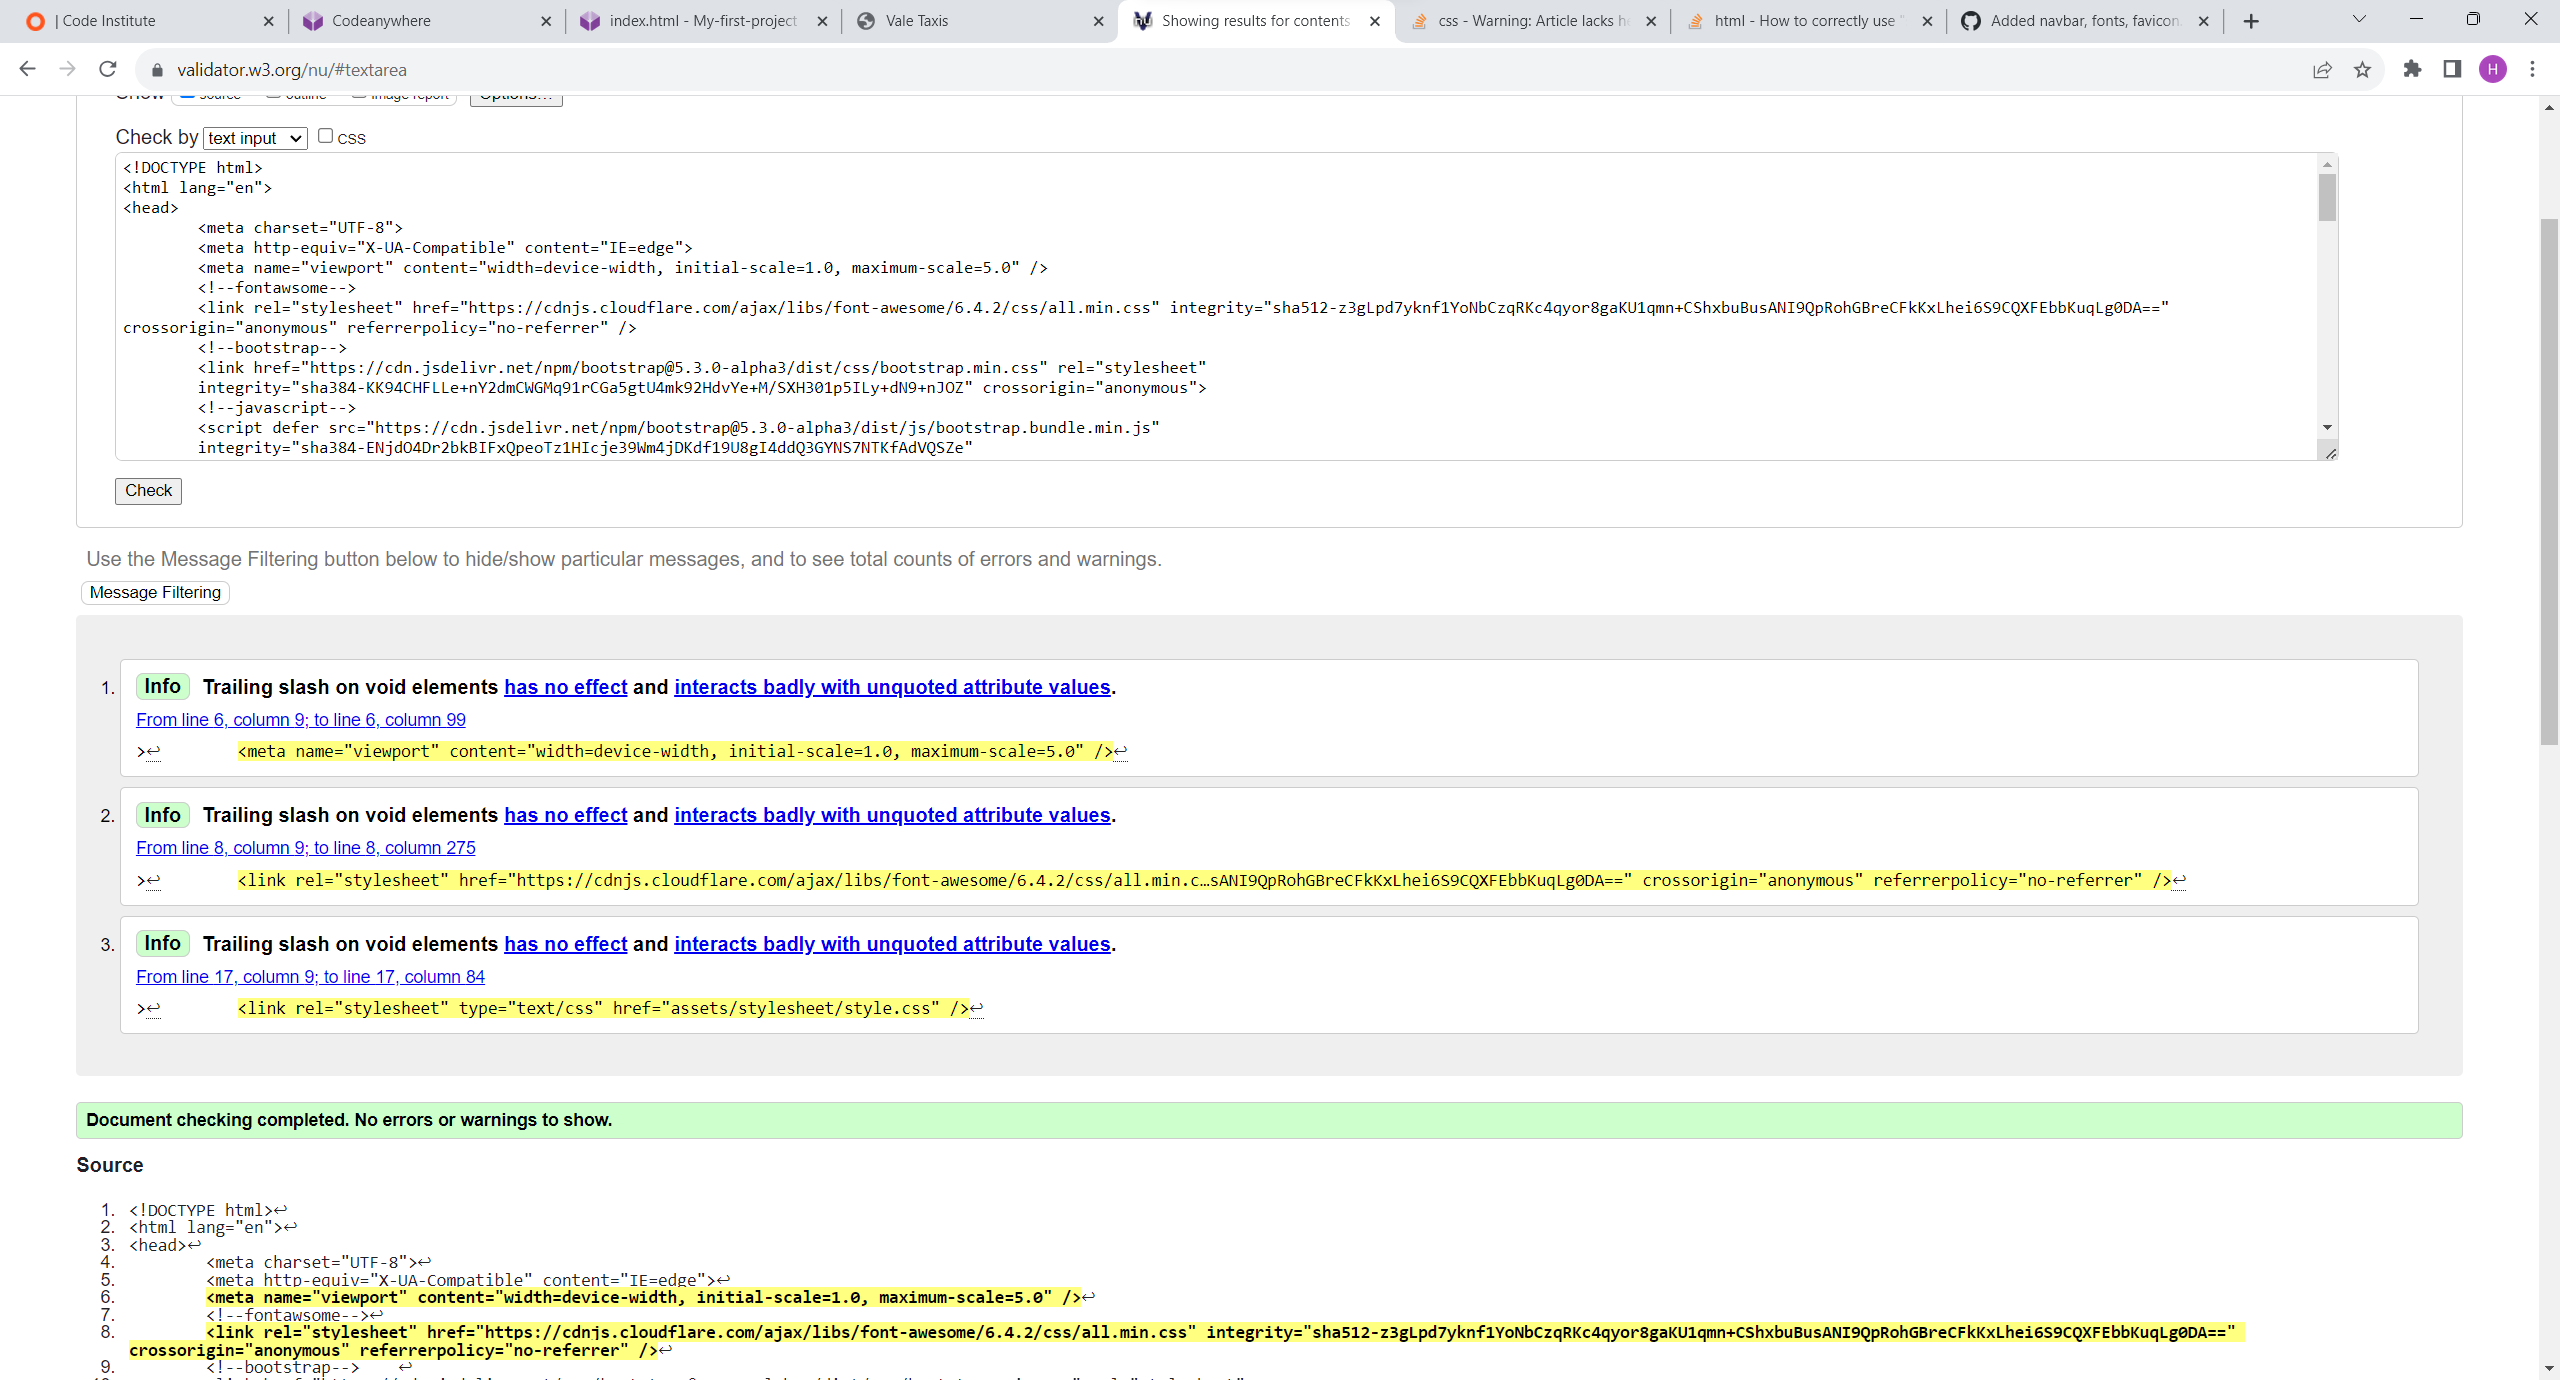 | Code Institute
Codeanywhere
index.html - My-first-project
Vale Taxis
Showing results for contents
css - Warning: Article lacks he
html - How to correctly use "
Added navbar, fonts, favicon,
validator.w3.org/nu/#textarea
H
Show source outline image report Options...
Check by text input CSS
<!DOCTYPE html>
<html lang="en">
<head>
<meta charset="UTF-8">
<meta http-equiv="X-UA-Compatible" content="IE=edge">
<meta name="viewport" content="width=device-width, initial-scale=1.0, maximum-scale=5.0" />
<!--fontawsome-->
<link rel="stylesheet" href="https://cdnjs.cloudflare.com/ajax/libs/font-awesome/6.4.2/css/all.min.css" integrity="sha512-z3gLpd7yknf1YoNbCzqRKc4qyor8gaKU1qmn+CShxbuBusANI9QpRohGBreCFkKxLhei6S9CQXFEbbKuqLg0DA=="
crossorigin="anonymous" referrerpolicy="no-referrer" />
<!--bootstrap-->
<link href="https://cdn.jsdelivr.net/npm/bootstrap@5.3.0-alpha3/dist/css/bootstrap.min.css" rel="stylesheet"
integrity="sha384-KK94CHFLLe+nY2dmCWGMq91rCGa5gtU4mk92HdvYe+M/SXH301p5ILy+dN9+nJOZ" crossorigin="anonymous">
<!--javascript-->
<script defer src="https://cdn.jsdelivr.net/npm/bootstrap@5.3.0-alpha3/dist/js/bootstrap.bundle.min.js"
integrity="sha384-ENjdO4Dr2bkBIFxQpeoTz1HIcje39Wm4jDKdf19U8gI4ddQ3GYNS7NTKfAdVQSZe"
Check
Use the Message Filtering button below to hide/show particular messages, and to see total counts of errors and warnings.
Message Filtering
1. Info Trailing slash on void elements has no effect and interacts badly with unquoted attribute values.
From line 6, column 9; to line 6, column 99
>↩ <meta name="viewport" content="width=device-width, initial-scale=1.0, maximum-scale=5.0" />↩
2. Info Trailing slash on void elements has no effect and interacts badly with unquoted attribute values.
From line 8, column 9; to line 8, column 275
>↩ <link rel="stylesheet" href="https://cdnjs.cloudflare.com/ajax/libs/font-awesome/6.4.2/css/all.min.c…sANI9QpRohGBreCFkKxLhei6S9CQXFEbbKuqLg0DA==" crossorigin="anonymous" referrerpolicy="no-referrer" />↩
3. Info Trailing slash on void elements has no effect and interacts badly with unquoted attribute values.
From line 17, column 9; to line 17, column 84
>↩ <link rel="stylesheet" type="text/css" href="assets/stylesheet/style.css" />↩
Document checking completed. No errors or warnings to show.
Source
1. <!DOCTYPE html>↩
2. <html lang="en">↩
3. <head>↩
4. <meta charset="UTF-8">↩
5. <meta http-equiv="X-UA-Compatible" content="IE=edge">↩
6. <meta name="viewport" content="width=device-width, initial-scale=1.0, maximum-scale=5.0" />↩
7. <!--fontawsome-->↩
8. <link rel="stylesheet" href="https://cdnjs.cloudflare.com/ajax/libs/font-awesome/6.4.2/css/all.min.css" integrity="sha512-z3gLpd7yknf1YoNbCzqRKc4qyor8gaKU1qmn+CShxbuBusANI9QpRohGBreCFkKxLhei6S9CQXFEbbKuqLg0DA=="
crossorigin="anonymous" referrerpolicy="no-referrer" />↩
9. <!--bootstrap--> ↩